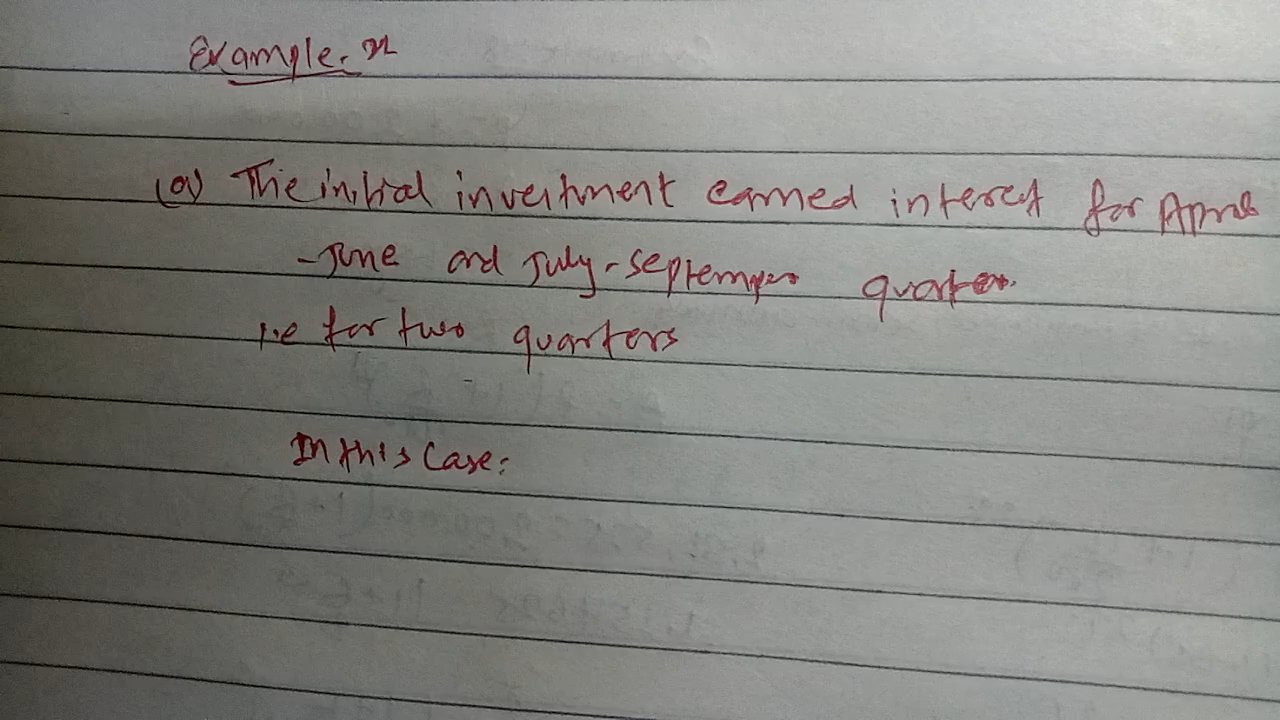 Example:
(a) The initial investment earned interest for April
-June and July-September quarter.
i.e for two quarters
In this case: